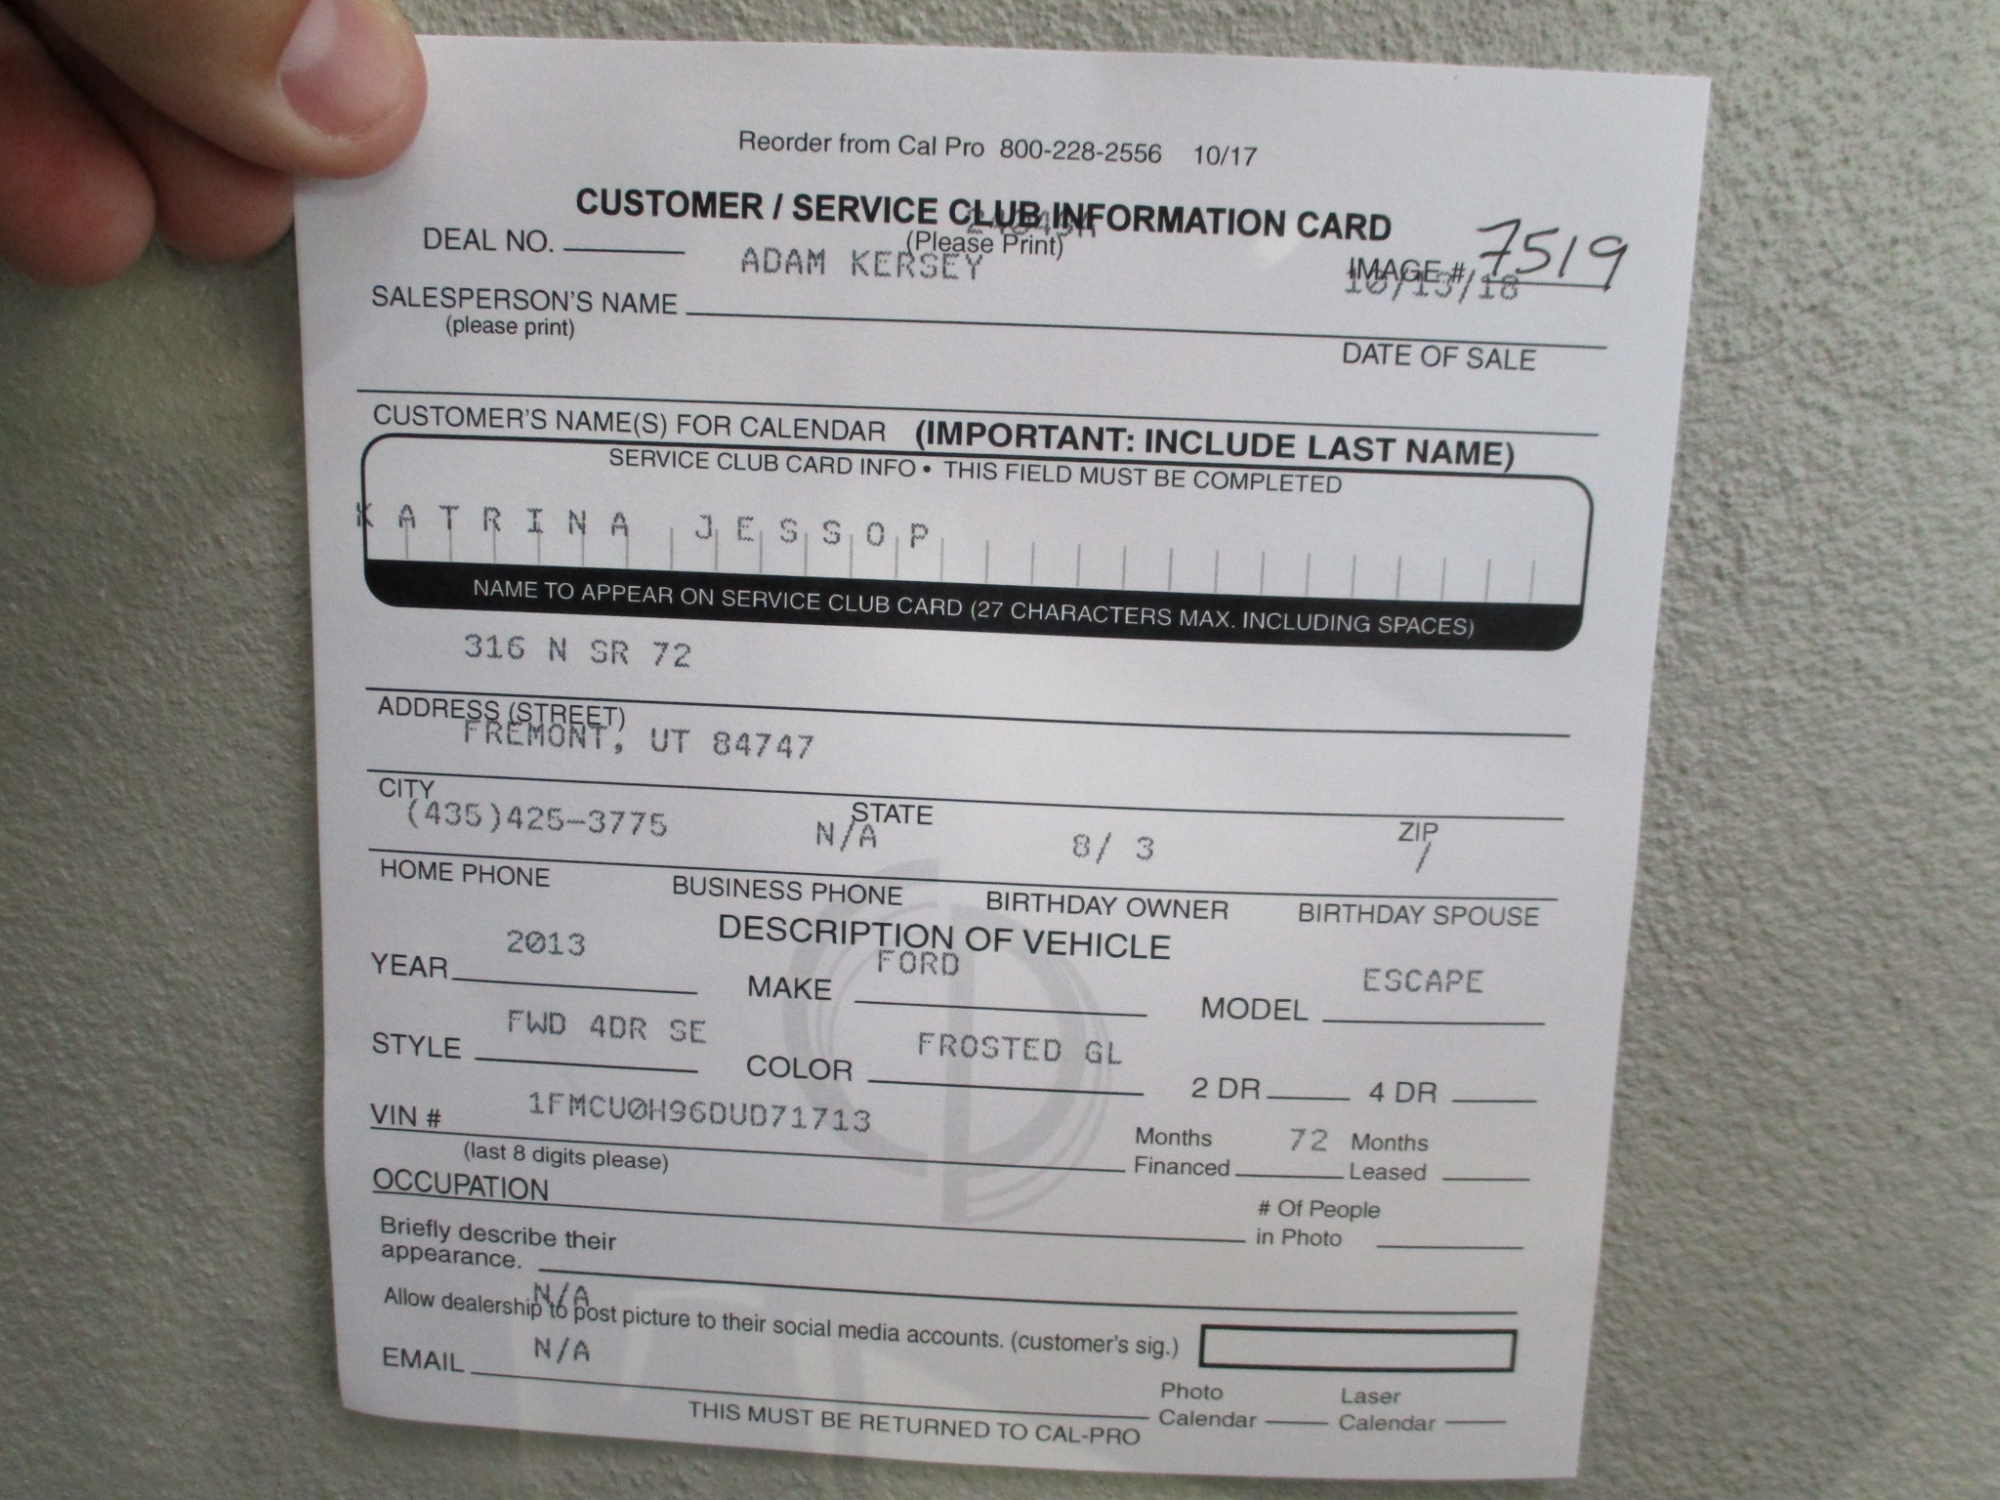 Reorder from Cal Pro 800-228-2556 10/17
CUSTOMER / SERVICE CLUB INFORMATION CARD
(Please Print)
DEAL NO.
ADAM KERSEY
IMAGE # 7519
10/13/18
SALESPERSON'S NAME
(please print)
DATE OF SALE
CUSTOMER'S NAME(S) FOR CALENDAR (IMPORTANT: INCLUDE LAST NAME)
SERVICE CLUB CARD INFO • THIS FIELD MUST BE COMPLETED
KATRINA JESSOP
NAME TO APPEAR ON SERVICE CLUB CARD (27 CHARACTERS MAX. INCLUDING SPACES)
316 N SR 72
ADDRESS (STREET)
FREMONT, UT 84747
CITY STATE ZIP
(435)425-3775 N/A 8/ 3 /
HOME PHONE BUSINESS PHONE BIRTHDAY OWNER BIRTHDAY SPOUSE
DESCRIPTION OF VEHICLE
YEAR 2013 MAKE FORD MODEL ESCAPE
STYLE FWD 4DR SE COLOR FROSTED GL 2 DR 4 DR
VIN # 1FMCU0H96DUD71713
(last 8 digits please)
Months Financed 72 Months Leased
OCCUPATION
# Of People in Photo
Briefly describe their
appearance.
N/A
Allow dealership to post picture to their social media accounts. (customer's sig.)
EMAIL N/A
Photo Calendar Laser Calendar
THIS MUST BE RETURNED TO CAL-PRO